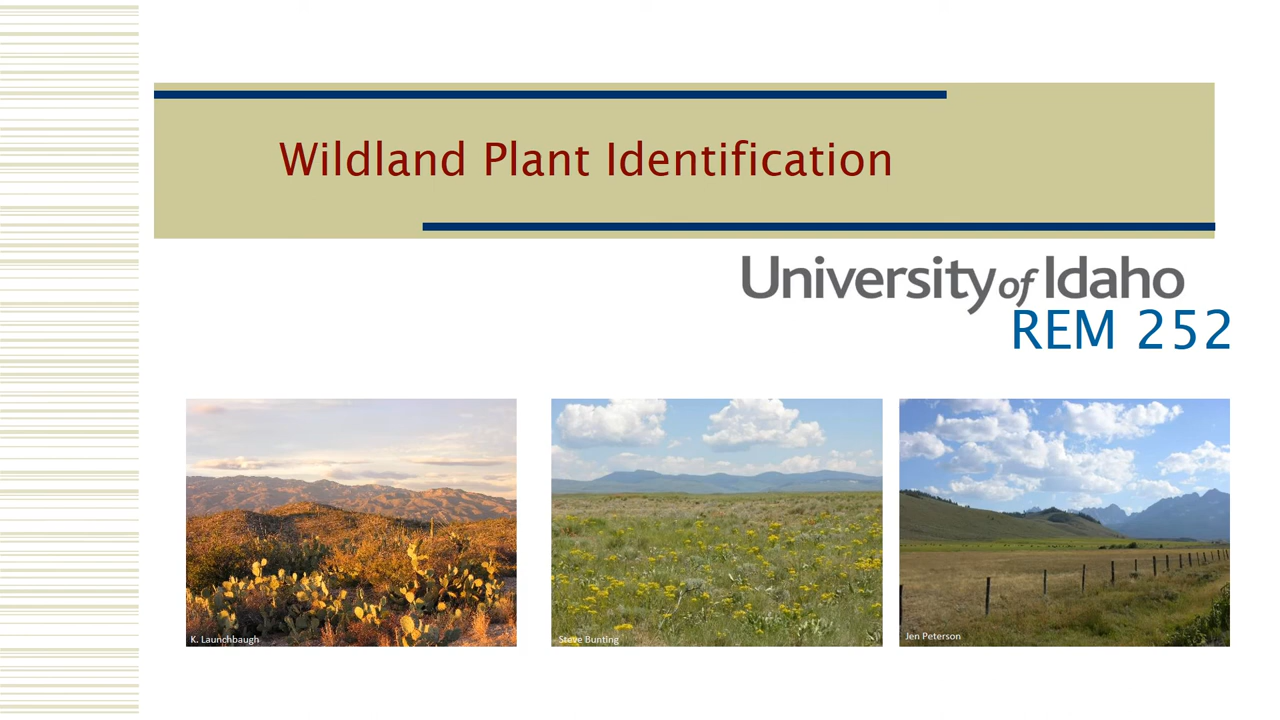 Wildland Plant Identification
University of Idaho
REM 252
K. Launchbaugh
Steve Bunting
Jen Peterson